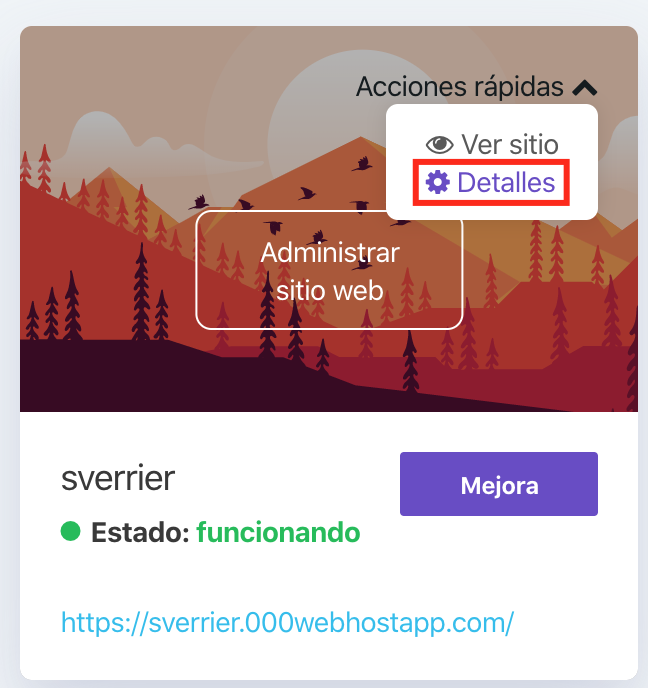 Acciones rápidas
Ver sitio
Detalles
Administrar
sitio web
sverrier
Mejora
Estado: funcionando
https://sverrier.000webhostapp.com/